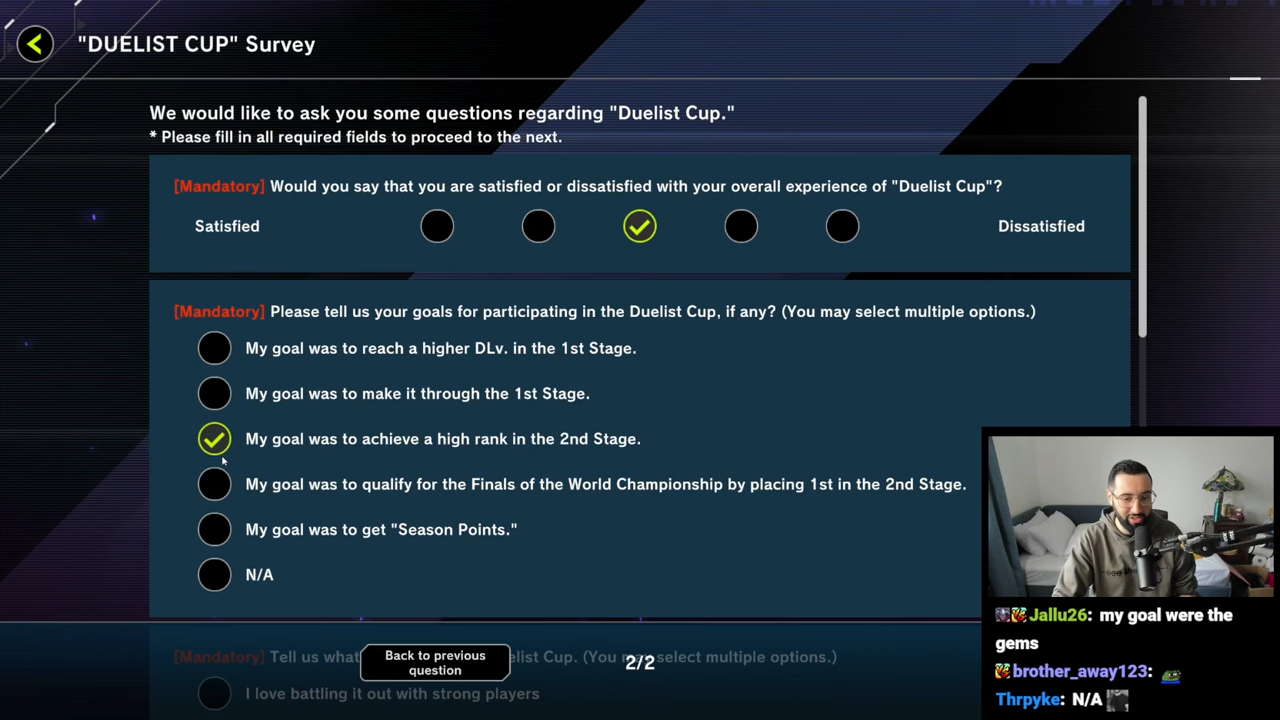 "DUELIST CUP" Survey
We would like to ask you some questions regarding "Duelist Cup."
* Please fill in all required fields to proceed to the next.
[Mandatory] Would you say that you are satisfied or dissatisfied with your overall experience of "Duelist Cup"?
Satisfied
Dissatisfied
[Mandatory] Please tell us your goals for participating in the Duelist Cup, if any? (You may select multiple options.)
My goal was to reach a higher DLv. in the 1st Stage.
My goal was to make it through the 1st Stage.
My goal was to achieve a high rank in the 2nd Stage.
My goal was to qualify for the Finals of the World Championship by placing 1st in the 2nd Stage.
My goal was to get "Season Points."
N/A
[Mandatory] Tell us what elist Cup. (You may select multiple options.)
Back to previous
question
2/2
I love battling it out with strong players
Jallu26: my goal were the
gems
brother_away123:
Thrpyke: N/A